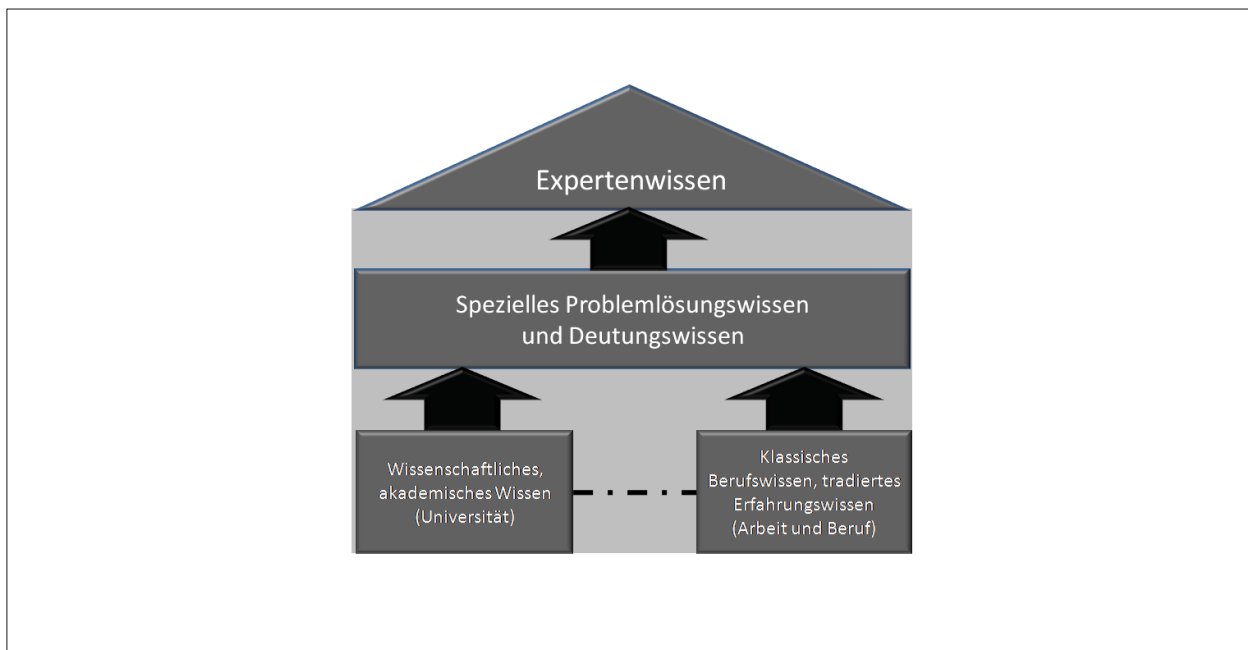 Expertenwissen
Spezielles Problemlösungswissen
und Deutungswissen
Wissenschaftliches,
akademisches Wissen
(Universität)
Klassisches
Berufswissen, tradiertes
Erfahrungswissen
(Arbeit und Beruf)